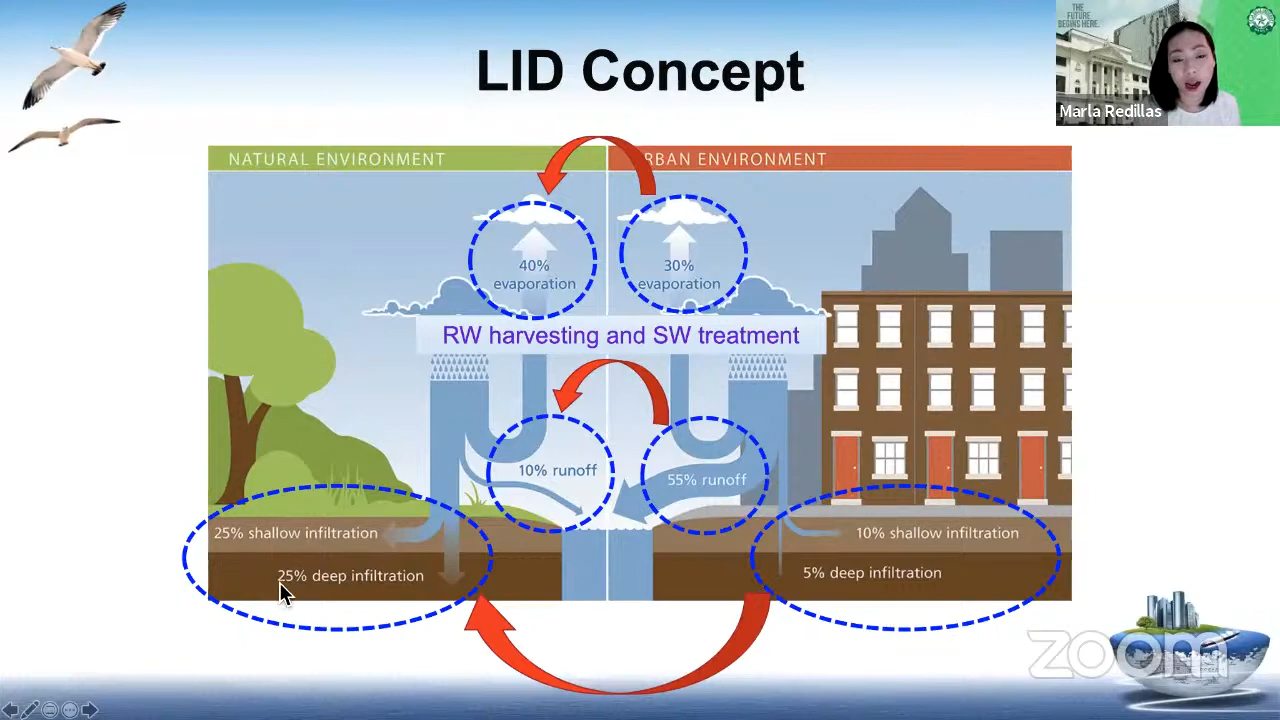 LID Concept
THE
FUTURE
BEGINS HERE.
Marla Redillas
NATURAL ENVIRONMENT
RBAN ENVIRONMENT
40%
evaporation
30%
evaporation
RW harvesting and SW treatment
10% runoff
55% runoff
25% shallow infiltration
10% shallow infiltration
25% deep infiltration
5% deep infiltration
zoom